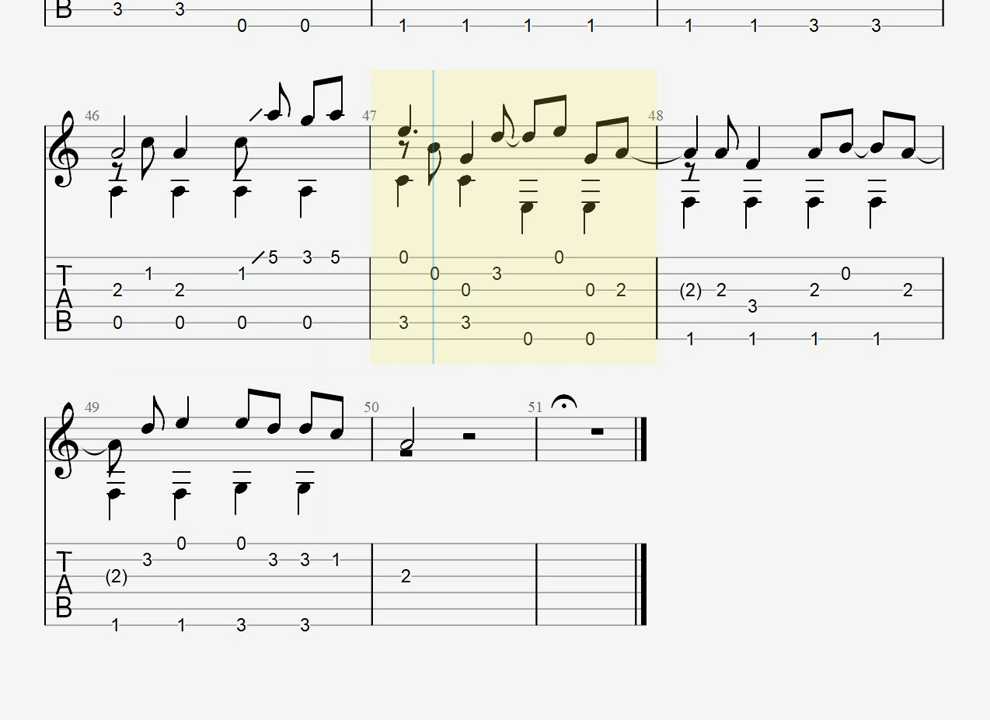 B 3 3 0 0 1 1 1 1 1 1 3 3
46 47 48
5 3 5 0 0
T 1 1 0 3 0
2 2 0 0 2 (2) 2 2 2
A 3
B 0 0 0 0 3 3
0 0 1 1 1 1
49 50 51
0 0
T 3 3 3 1
(2) 2
A
B
1 1 3 3